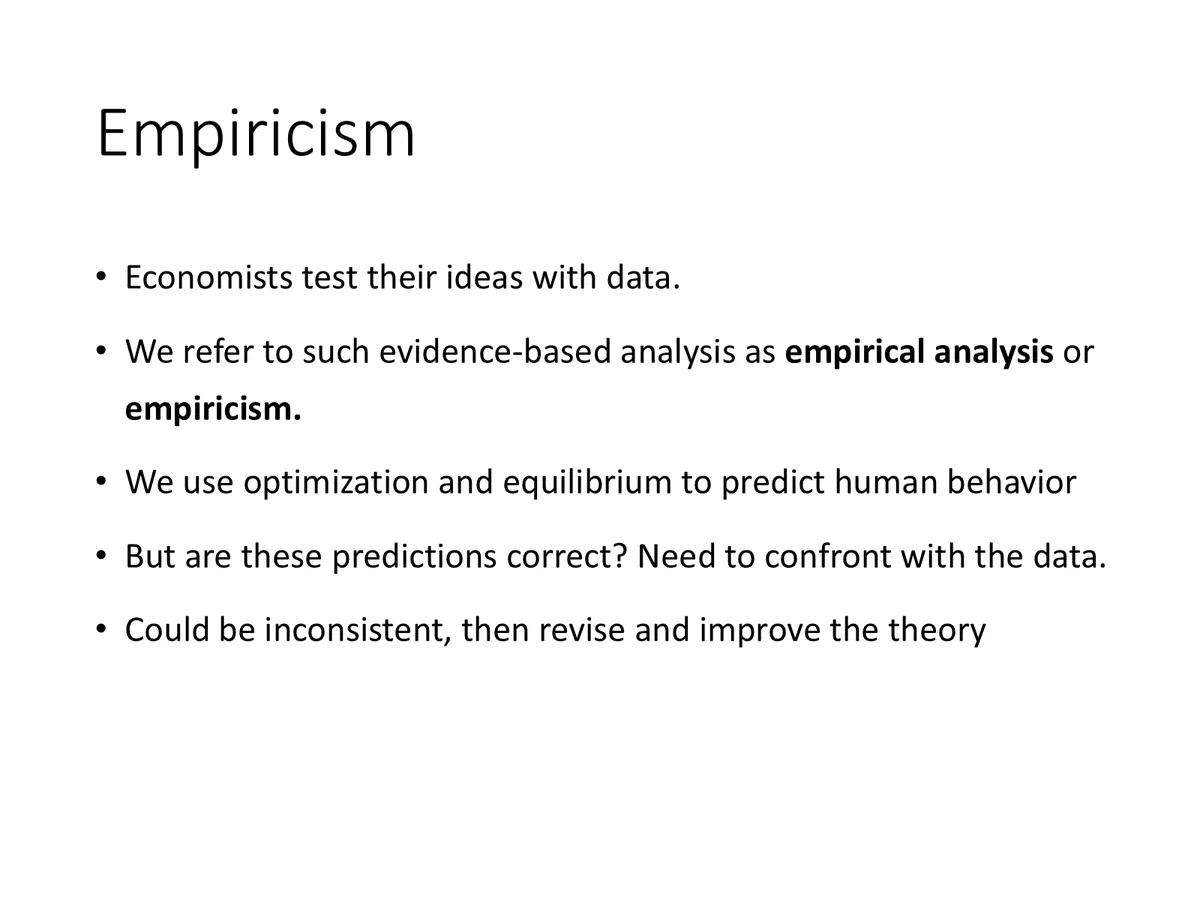 Empiricism
• Economists test their ideas with data.
• We refer to such evidence-based analysis as empirical analysis or
empiricism.
• We use optimization and equilibrium to predict human behavior
• But are these predictions correct? Need to confront with the data.
• Could be inconsistent, then revise and improve the theory